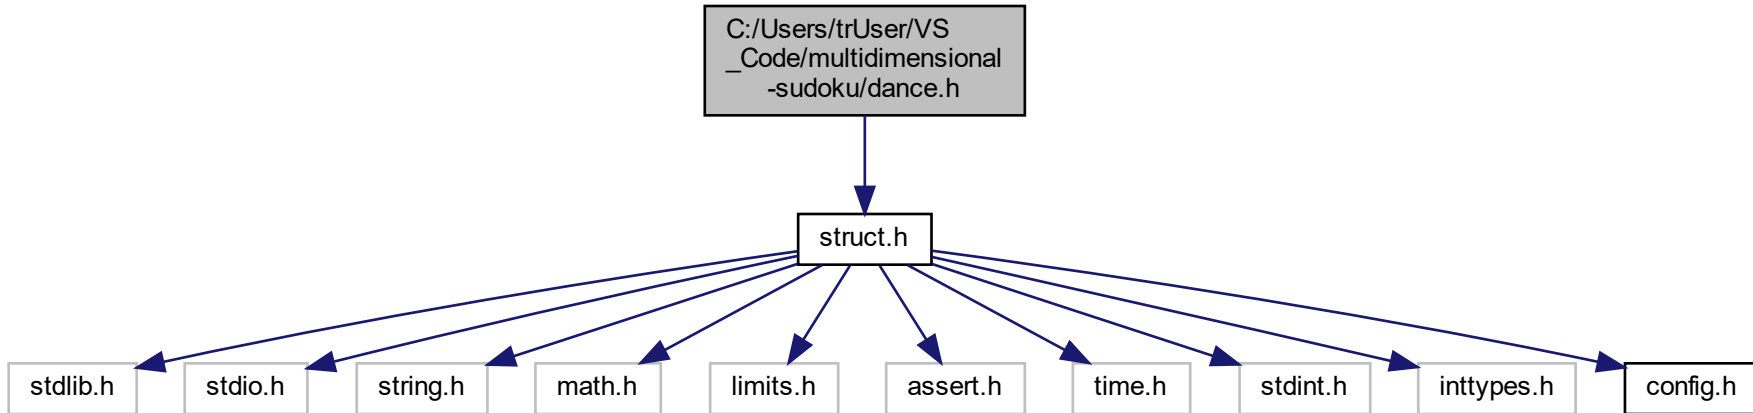 C:/Users/trUser/VS
_Code/multidimensional
-sudoku/dance.h
struct.h
stdlib.h
stdio.h
string.h
math.h
limits.h
assert.h
time.h
stdint.h
inttypes.h
config.h